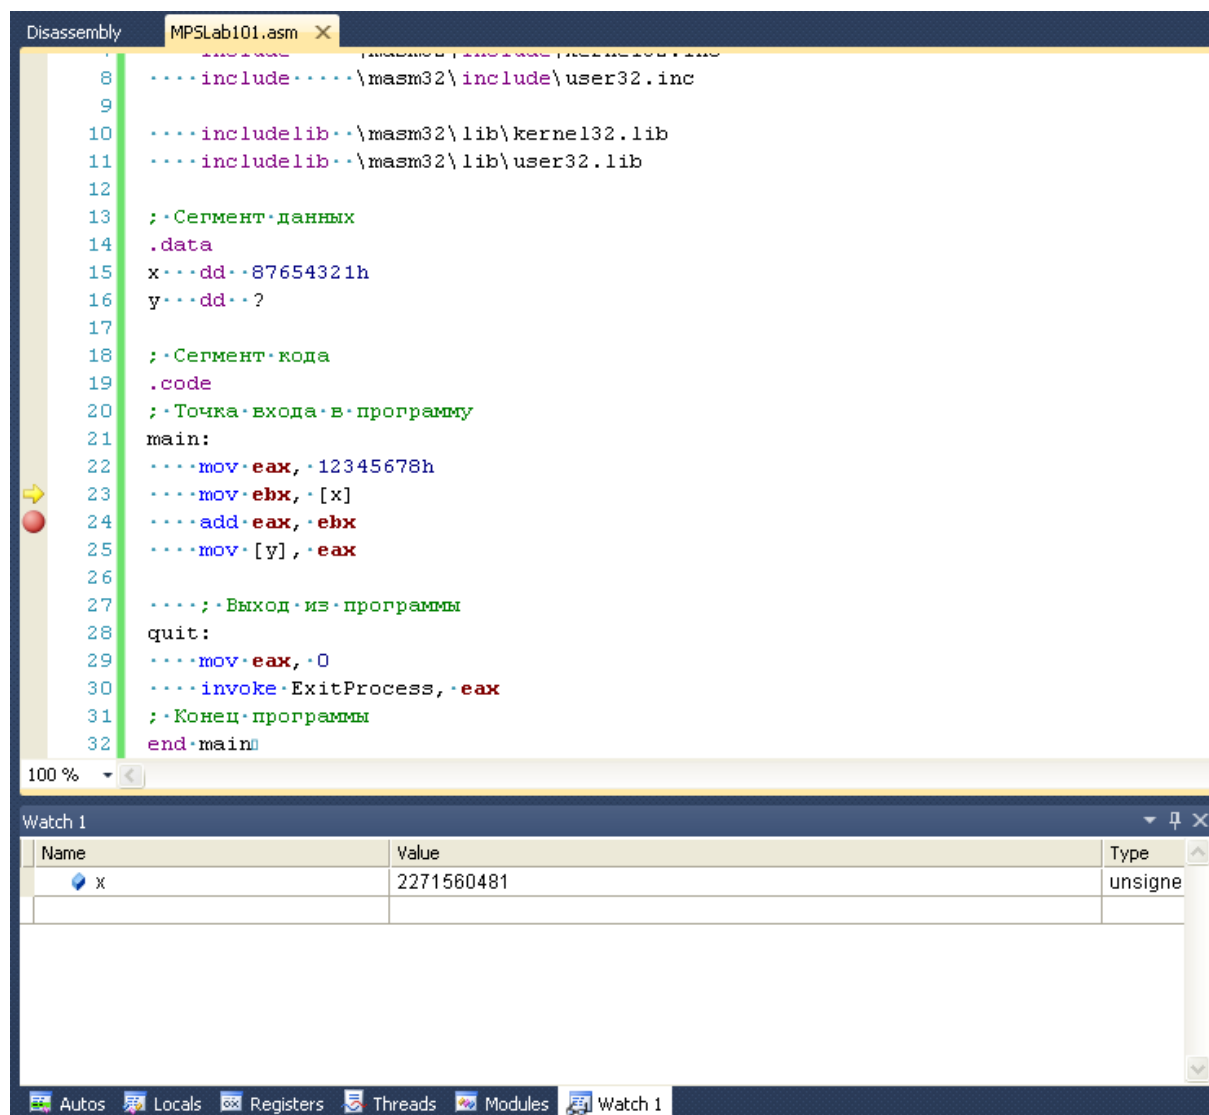 Disassembly MPSLab101.asm
8 ····include·····\masm32\include\user32.inc
9
10 ····includelib··\masm32\lib\kernel32.lib
11 ····includelib··\masm32\lib\user32.lib
12
13 ;·Сегмент·данных
14 .data
15 x···dd··87654321h
16 y···dd··?
17
18 ;·Сегмент·кода
19 .code
20 ;·Точка·входа·в·программу
21 main:
22 ····mov·eax,·12345678h
23 ····mov·ebx,·[x]
24 ····add·eax,·ebx
25 ····mov·[y],·eax
26
27 ····;·Выход·из·программы
28 quit:
29 ····mov·eax,·0
30 ····invoke·ExitProcess,·eax
31 ;·Конец·программы
32 end·main
100 %
Watch 1
Name Value Type
x 2271560481 unsigne
Autos Locals Registers Threads Modules Watch 1